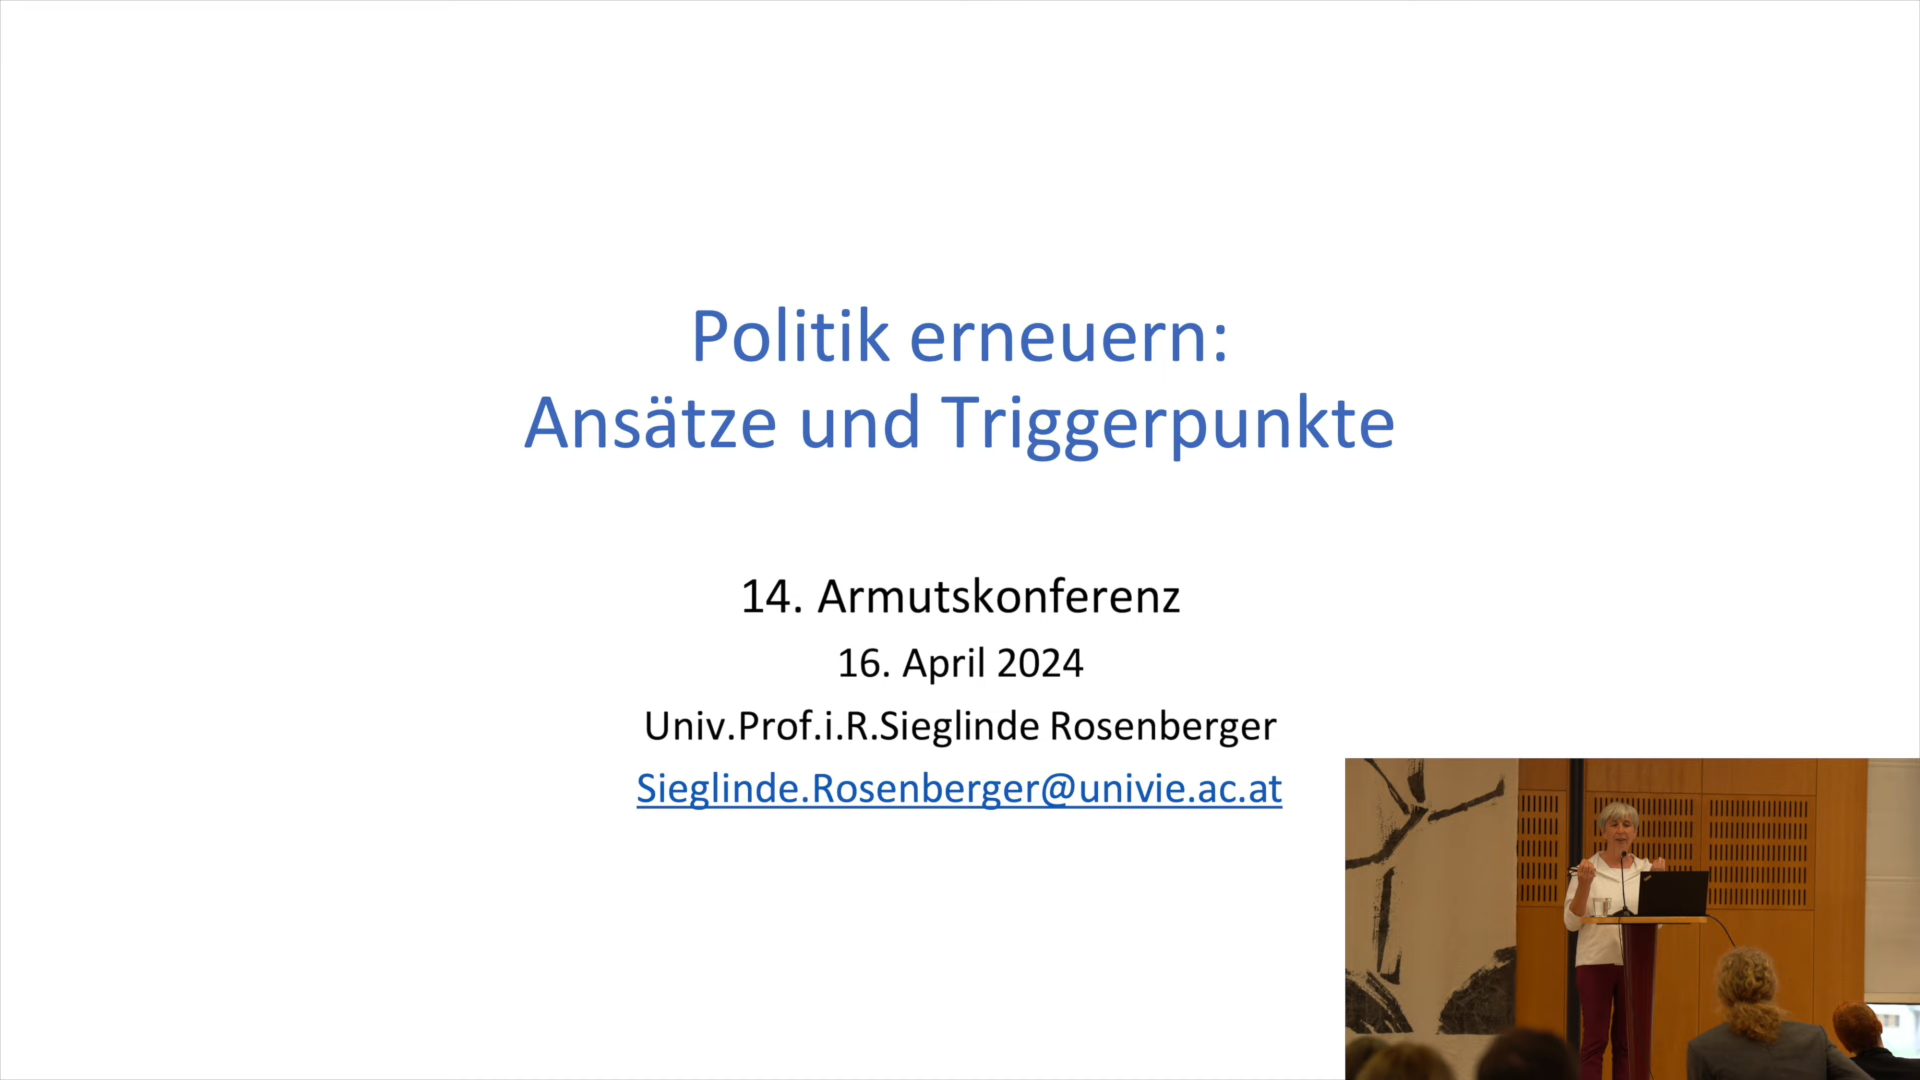 Politik erneuern:
Ansätze und Triggerpunkte
14. Armutskonferenz
16. April 2024
Univ.Prof.i.R.Sieglinde Rosenberger
Sieglinde.Rosenberger@univie.ac.at